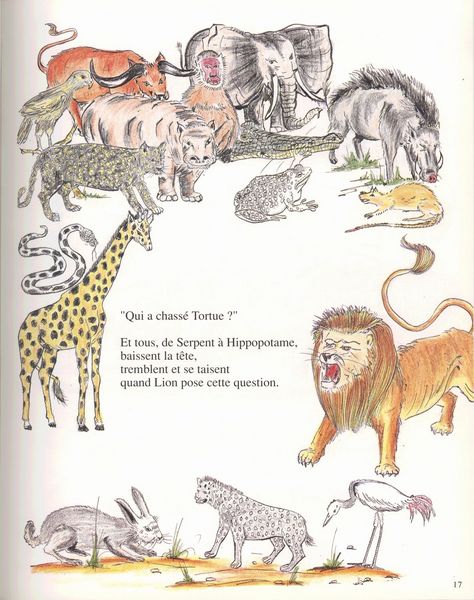 "Qui a chassé Tortue ?"
Et tous, de Serpent à Hippopotame,
baissent la tête,
tremblent et se taisent
quand Lion pose cette question.
17